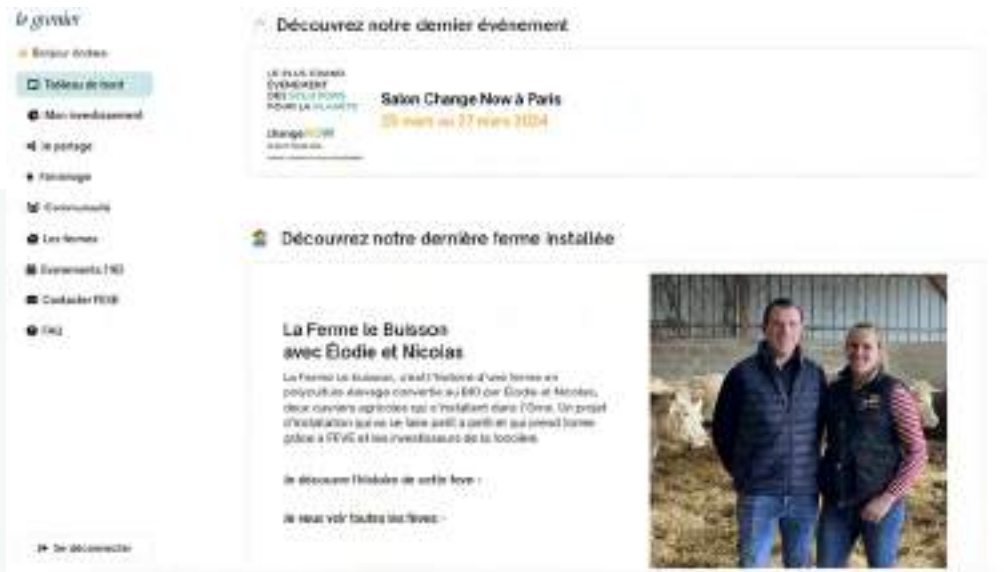 le grenier
Bonjour
Tableau de bord
Mon investissement
Je partage
Parrainage
Communauté
Les fermes
Evenements
Contacter FEVE
FAQ
Se déconnecter
Découvrez notre dernier événement
LE PLUS GRAND
ÉVÉNEMENT
DES SOLUTIONS
POUR LA PLANÈTE
changeNOW
Salon Change Now à Paris
25 mars au 27 mars 2024
Découvrez notre dernière ferme installée
La Ferme le Buisson
avec Élodie et Nicolas
La Ferme Le Buisson, c'est l'histoire d'une ferme en
polyculture élevage convertie au BIO par Élodie et Nicolas,
deux ouvriers agricoles qui s'installent dans l'Orne. Un projet
d'installation qui va se faire petit à petit et qui prend forme
grâce à FEVE et les investisseurs de la foncière.
Je découvre l'histoire de cette feve
Je veux voir toutes les feves